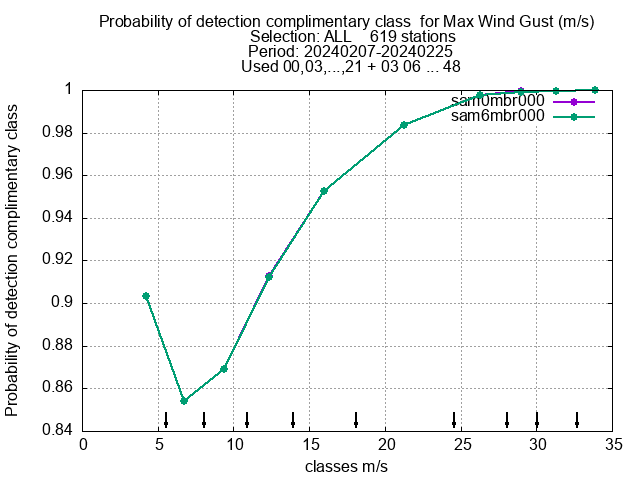 Probability of detection complimentary class  for Max Wind Gust (m/s)
Selection: ALL    619 stations
Period: 20240207-20240225
Used 00,03,...,21 + 03 06 ... 48
Probability of detection complimentary class
1
0.98
0.96
0.94
0.92
0.9
0.88
0.86
0.84
sam0mbr000
sam6mbr000
0 5 10 15 20 25 30 35
classes m/s